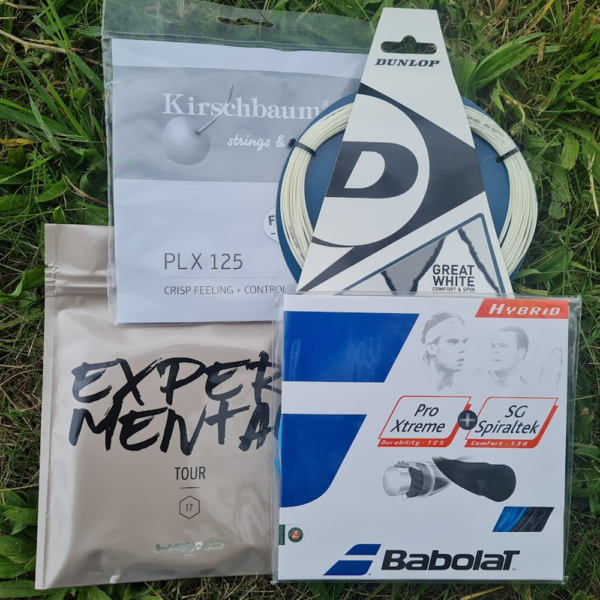 Kirschbaum®
strings &
PLX 125
CRISP FEELING + CONTROL
DUNLOP
D
GREAT
WHITE
COMFORT & SPIN
EXPER
MENTA
TOUR
17
HEAD
HYBRID
Pro
Xtreme
Durability - 125
+
SG
Spiraltek
Comfort - 130
BabolaT